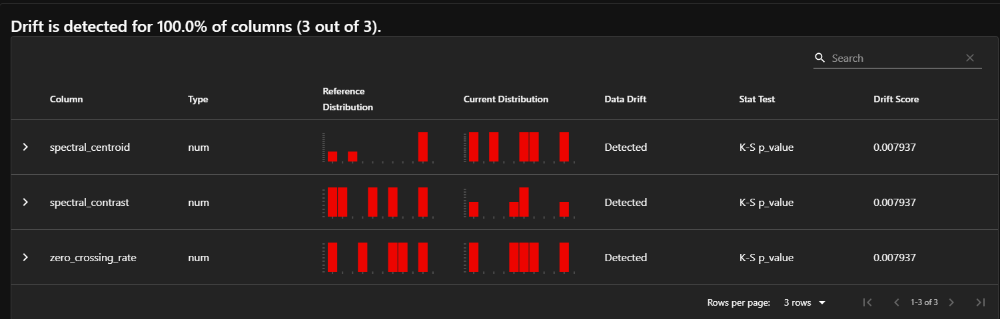 Drift is detected for 100.0% of columns (3 out of 3).
Search
Column Type Reference Distribution Current Distribution Data Drift Stat Test Drift Score
spectral_centroid num Detected K-S p_value 0.007937
spectral_contrast num Detected K-S p_value 0.007937
zero_crossing_rate num Detected K-S p_value 0.007937
Rows per page: 3 rows 1-3 of 3